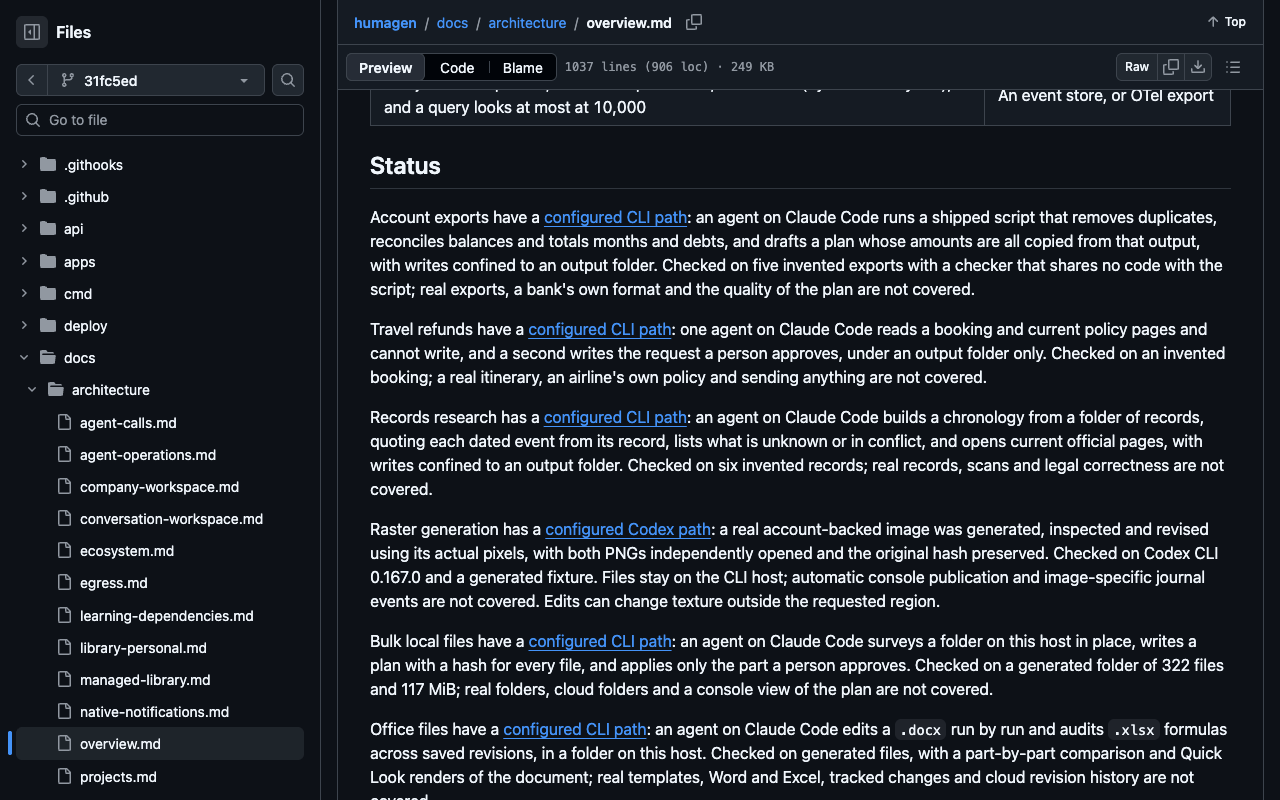 Files
31fc5ed
Go to file
.githooks
.github
api
apps
cmd
deploy
docs
architecture
agent-calls.md
agent-operations.md
company-workspace.md
conversation-workspace.md
ecosystem.md
egress.md
learning-dependencies.md
library-personal.md
managed-library.md
native-notifications.md
overview.md
projects.md
humagen / docs / architecture / overview.md
Top
Preview Code Blame 1037 lines (906 loc) · 249 KB
Raw
and a query looks at most at 10,000
An event store, or OTel export
Status
Account exports have a configured CLI path: an agent on Claude Code runs a shipped script that removes duplicates,
reconciles balances and totals months and debts, and drafts a plan whose amounts are all copied from that output,
with writes confined to an output folder. Checked on five invented exports with a checker that shares no code with the
script; real exports, a bank's own format and the quality of the plan are not covered.
Travel refunds have a configured CLI path: one agent on Claude Code reads a booking and current policy pages and
cannot write, and a second writes the request a person approves, under an output folder only. Checked on an invented
booking; a real itinerary, an airline's own policy and sending anything are not covered.
Records research has a configured CLI path: an agent on Claude Code builds a chronology from a folder of records,
quoting each dated event from its record, lists what is unknown or in conflict, and opens current official pages, with
writes confined to an output folder. Checked on six invented records; real records, scans and legal correctness are not
covered.
Raster generation has a configured Codex path: a real account-backed image was generated, inspected and revised
using its actual pixels, with both PNGs independently opened and the original hash preserved. Checked on Codex CLI
0.167.0 and a generated fixture. Files stay on the CLI host; automatic console publication and image-specific journal
events are not covered. Edits can change texture outside the requested region.
Bulk local files have a configured CLI path: an agent on Claude Code surveys a folder on this host in place, writes a
plan with a hash for every file, and applies only the part a person approves. Checked on a generated folder of 322 files
and 117 MiB; real folders, cloud folders and a console view of the plan are not covered.
Office files have a configured CLI path: an agent on Claude Code edits a .docx run by run and audits .xlsx formulas
across saved revisions, in a folder on this host. Checked on generated files, with a part-by-part comparison and Quick
Look renders of the document; real templates, Word and Excel, tracked changes and cloud revision history are not